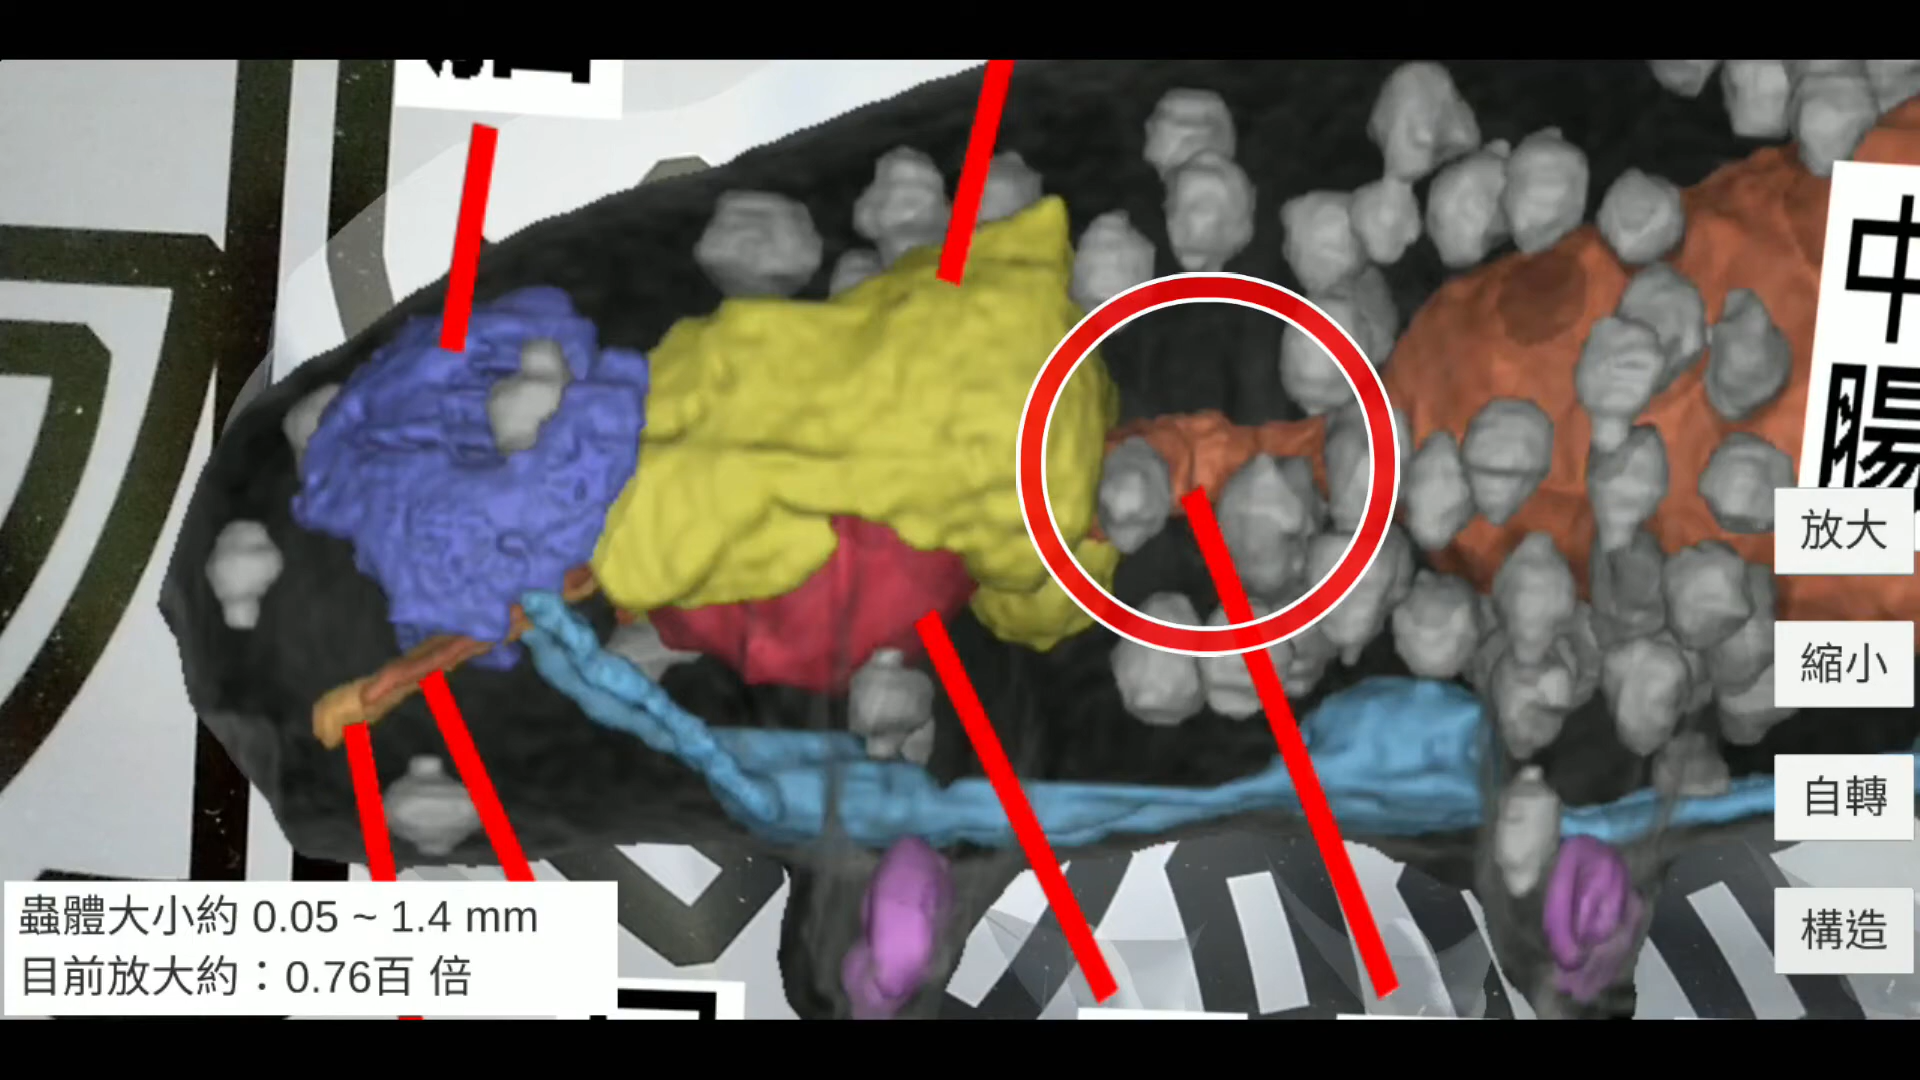 中
腸
放大
縮小
自轉
構造
蟲體大小約 0.05 ~ 1.4 mm
目前放大約：0.76百 倍